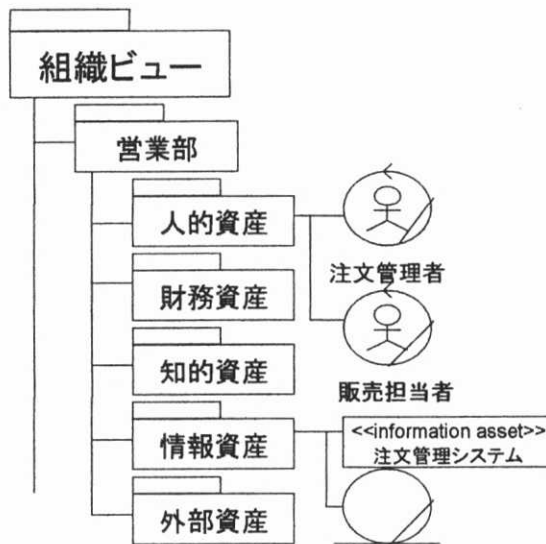 組織ビュー
営業部
人的資産
注文管理者
財務資産
販売担当者
知的資産
情報資産
<<information asset>>
注文管理システム
外部資産